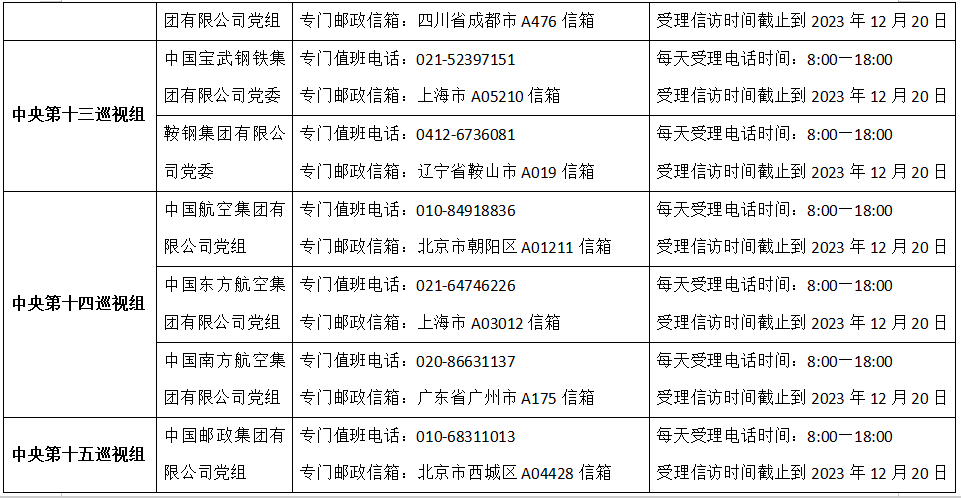 团有限公司党组 专门邮政信箱：四川省成都市 A476 信箱 受理信访时间截止到 2023 年 12 月 20 日
中国宝武钢铁集 专门值班电话：021-52397151 每天受理电话时间：8:00—18:00
团有限公司党委 专门邮政信箱：上海市 A05210 信箱 受理信访时间截止到 2023 年 12 月 20 日
中央第十三巡视组
鞍钢集团有限公 专门值班电话：0412-6736081 每天受理电话时间：8:00—18:00
司党委 专门邮政信箱：辽宁省鞍山市 A019 信箱 受理信访时间截止到 2023 年 12 月 20 日
中国航空集团有 专门值班电话：010-84918836 每天受理电话时间：8:00—18:00
限公司党组 专门邮政信箱：北京市朝阳区 A01211 信箱 受理信访时间截止到 2023 年 12 月 20 日
中国东方航空集 专门值班电话：021-64746226 每天受理电话时间：8:00—18:00
中央第十四巡视组
团有限公司党组 专门邮政信箱：上海市 A03012 信箱 受理信访时间截止到 2023 年 12 月 20 日
中国南方航空集 专门值班电话：020-86631137 每天受理电话时间：8:00—18:00
团有限公司党组 专门邮政信箱：广东省广州市 A175 信箱 受理信访时间截止到 2023 年 12 月 20 日
中国邮政集团有 专门值班电话：010-68311013 每天受理电话时间：8:00—18:00
中央第十五巡视组
限公司党组 专门邮政信箱：北京市西城区 A04428 信箱 受理信访时间截止到 2023 年 12 月 20 日